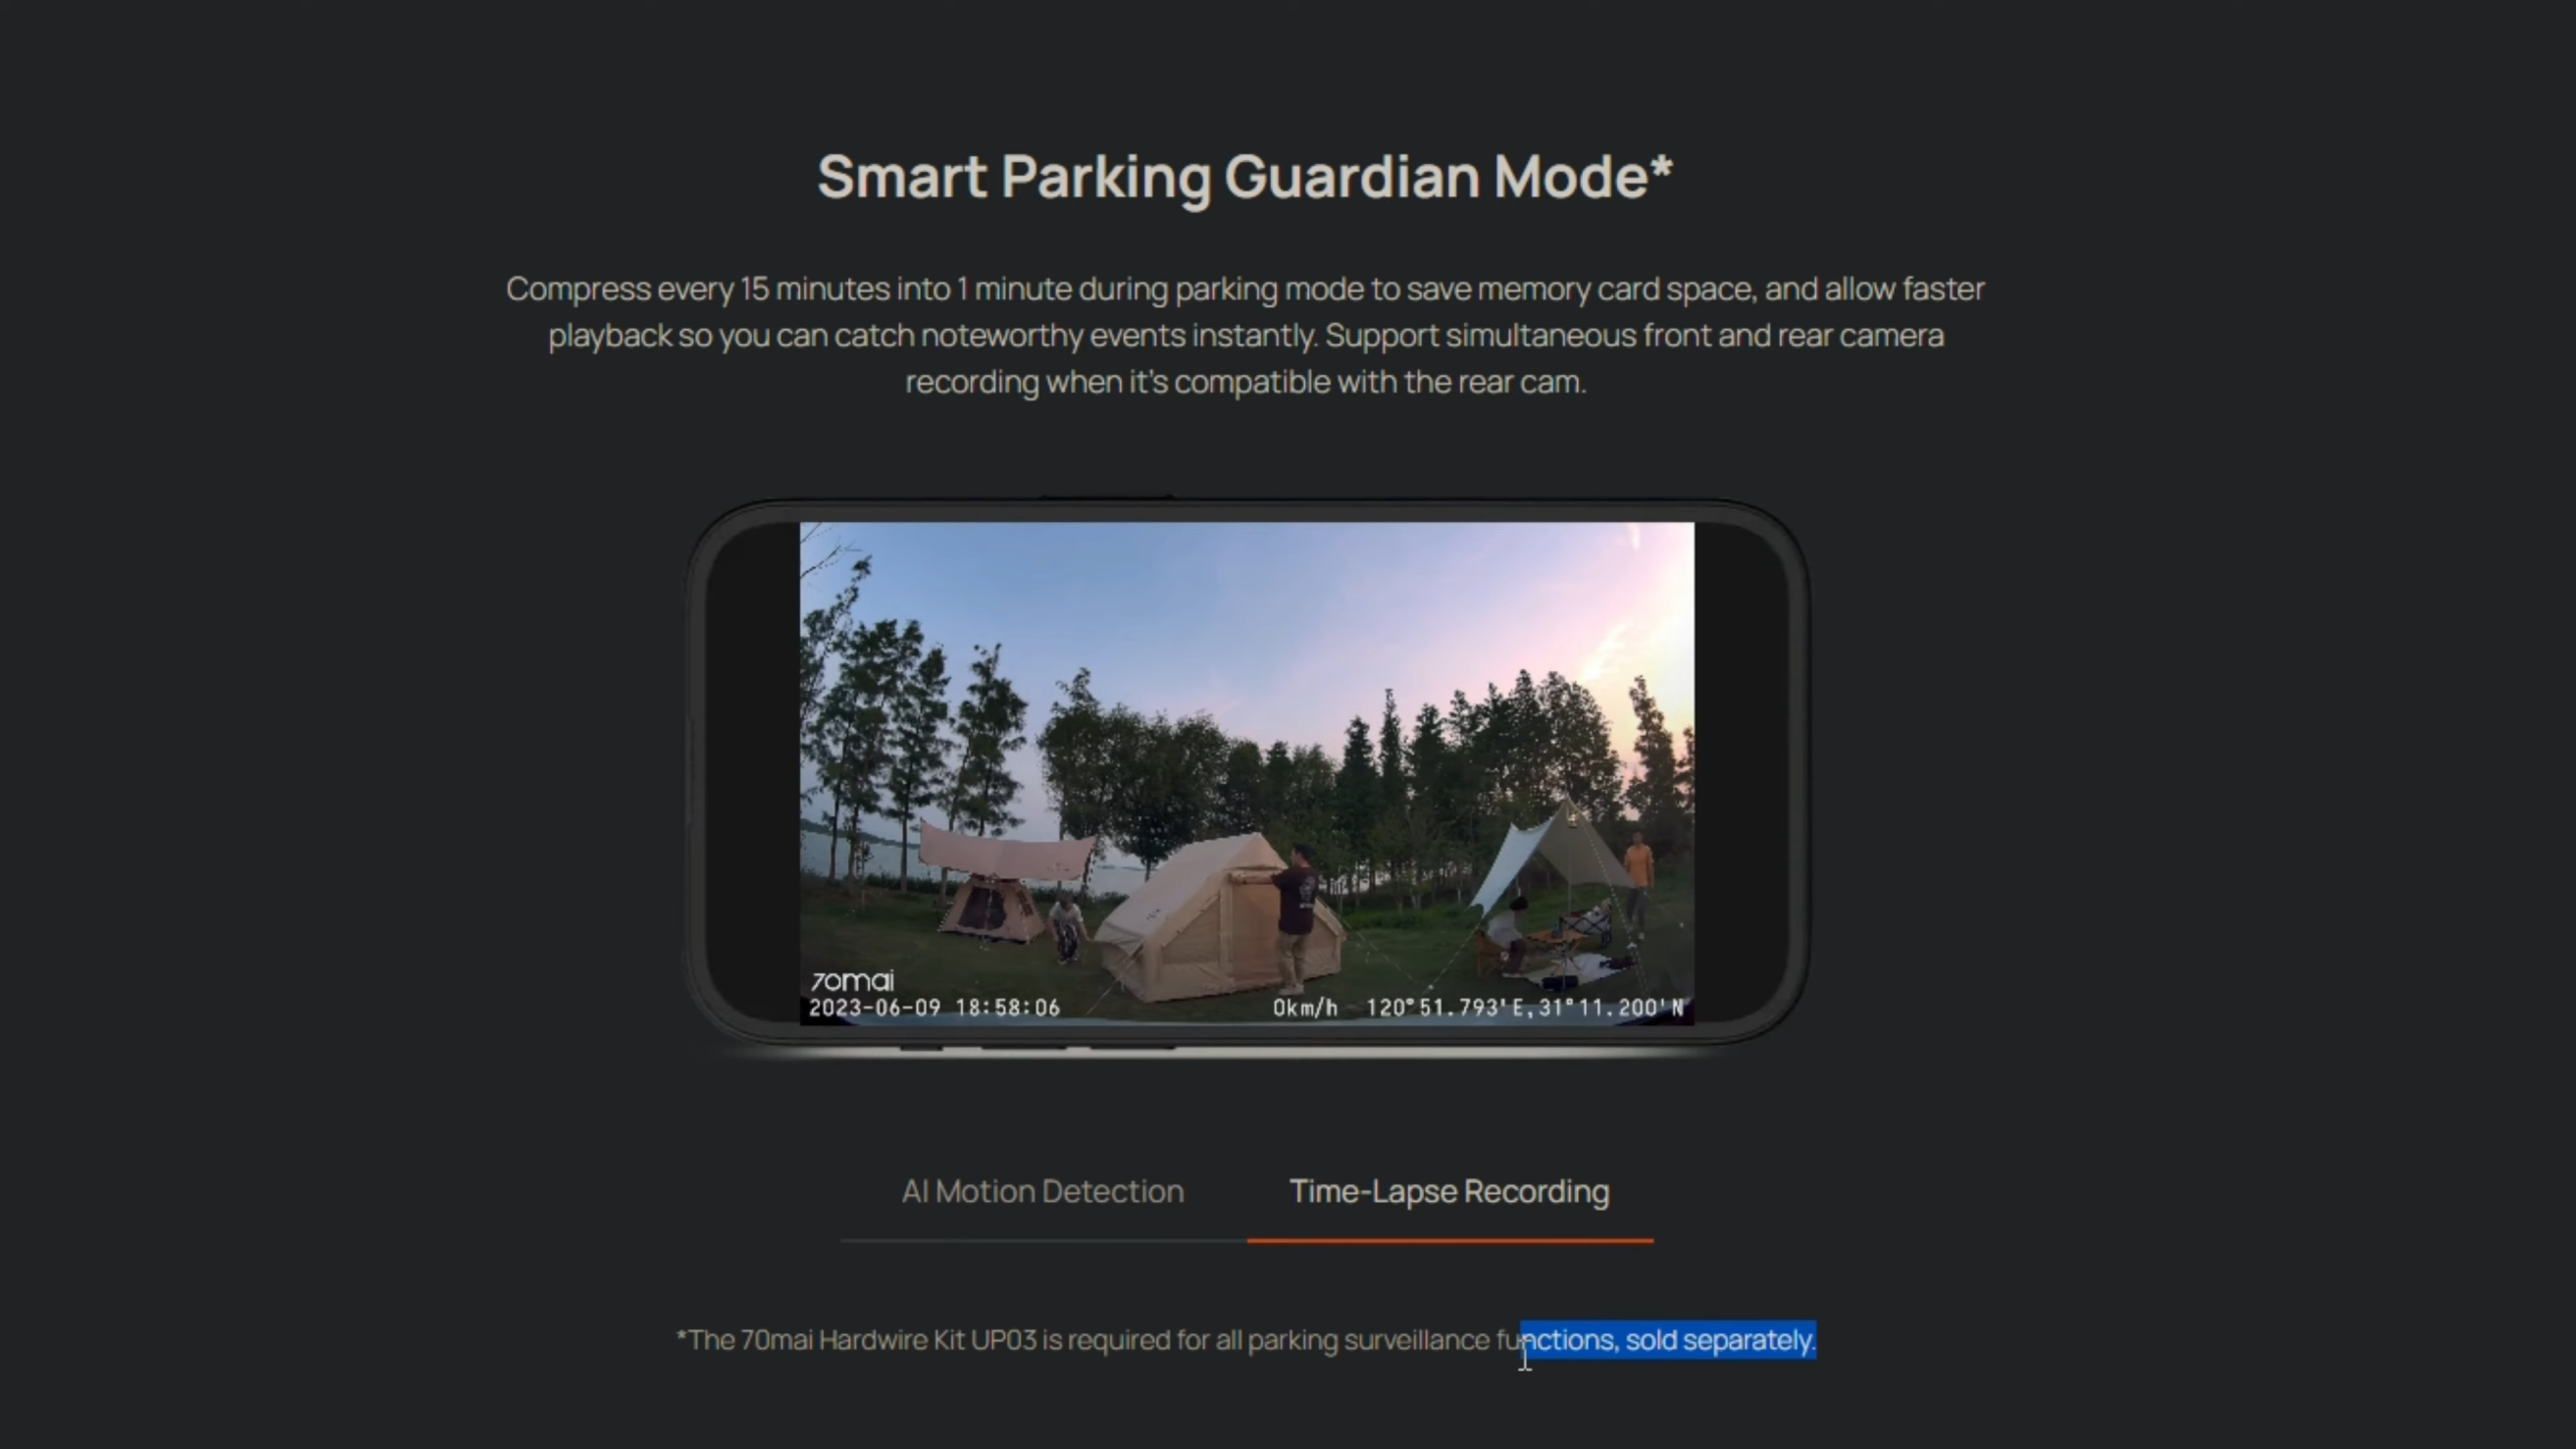 Smart Parking Guardian Mode*
Compress every 15 minutes into 1 minute during parking mode to save memory card space, and allow faster
playback so you can catch noteworthy events instantly. Support simultaneous front and rear camera
recording when it's compatible with the rear cam.
70mai
2023-06-09 18:58:06 0km/h 120°51.793'E,31°11.200'N
AI Motion Detection Time-Lapse Recording
*The 70mai Hardwire Kit UP03 is required for all parking surveillance functions, sold separately.